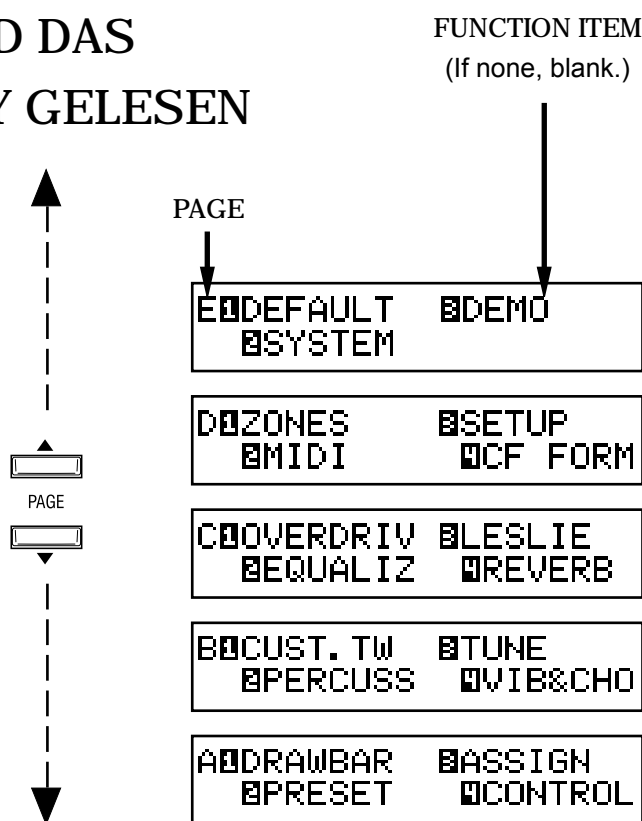 D DAS
Y GELESEN
FUNCTION ITEM
(If none, blank.)
PAGE
E1DEFAULT 3DEMO
2SYSTEM
D1ZONES 3SETUP
2MIDI 4CF FORM
PAGE
C1OVERDRIV 3LESLIE
2EQUALIZ 4REVERB
B1CUST.TW 3TUNE
2PERCUSS 4VIB&CHO
A1DRAWBAR 3ASSIGN
2PRESET 4CONTROL